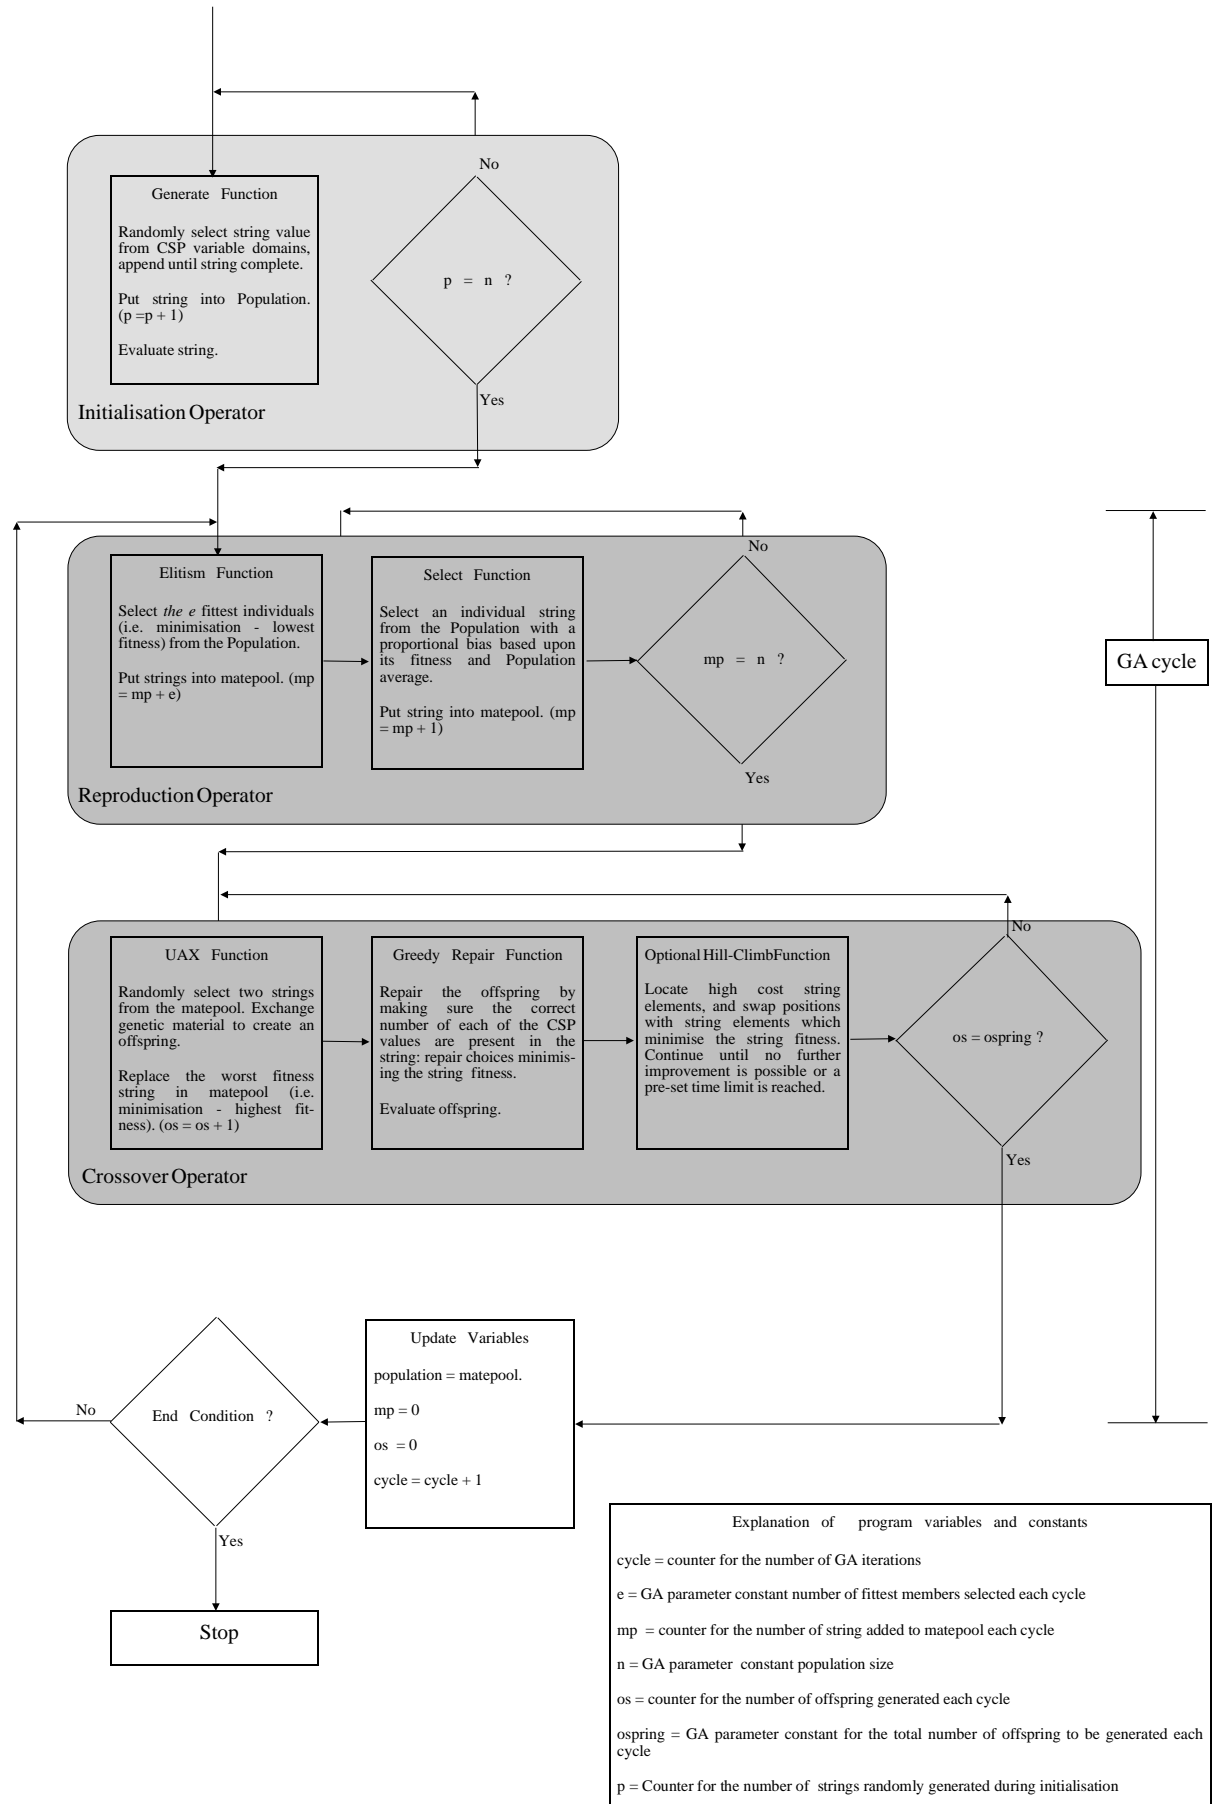 No
Generate Function
Randomly select string value
from CSP variable domains,
append until string complete.
Put string into Population.
(p =p + 1)
Evaluate string.
p = n ?
Yes
Initialisation Operator
No
Elitism Function
Select the e fittest individuals
(i.e. minimisation - lowest
fitness) from the Population.
Put strings into matepool. (mp
= mp + e)
Select Function
Select an individual string
from the Population with a
proportional bias based upon
its fitness and Population
average.
Put string into matepool. (mp
= mp + 1)
mp = n ?
Yes
Reproduction Operator
GA cycle
No
UAX Function
Randomly select two strings
from the matepool. Exchange
genetic material to create an
offspring.
Replace the worst fitness
string in matepool (i.e.
minimisation - highest fit-
ness). (os = os + 1)
Greedy Repair Function
Repair the offspring by
making sure the correct
number of each of the CSP
values are present in the
string: repair choices minimis-
ing the string fitness.
Evaluate offspring.
Optional Hill-ClimbFunction
Locate high cost string
elements, and swap positions
with string elements which
minimise the string fitness.
Continue until no further
improvement is possible or a
pre-set time limit is reached.
os = ospring ?
Yes
Crossover Operator
Update Variables
population = matepool.
mp = 0
os = 0
cycle = cycle + 1
No
End Condition ?
Yes
Stop
Explanation of program variables and constants
cycle = counter for the number of GA iterations
e = GA parameter constant number of fittest members selected each cycle
mp = counter for the number of string added to matepool each cycle
n = GA parameter constant population size
os = counter for the number of offspring generated each cycle
ospring = GA parameter constant for the total number of offspring to be generated each
cycle
p = Counter for the number of strings randomly generated during initialisation